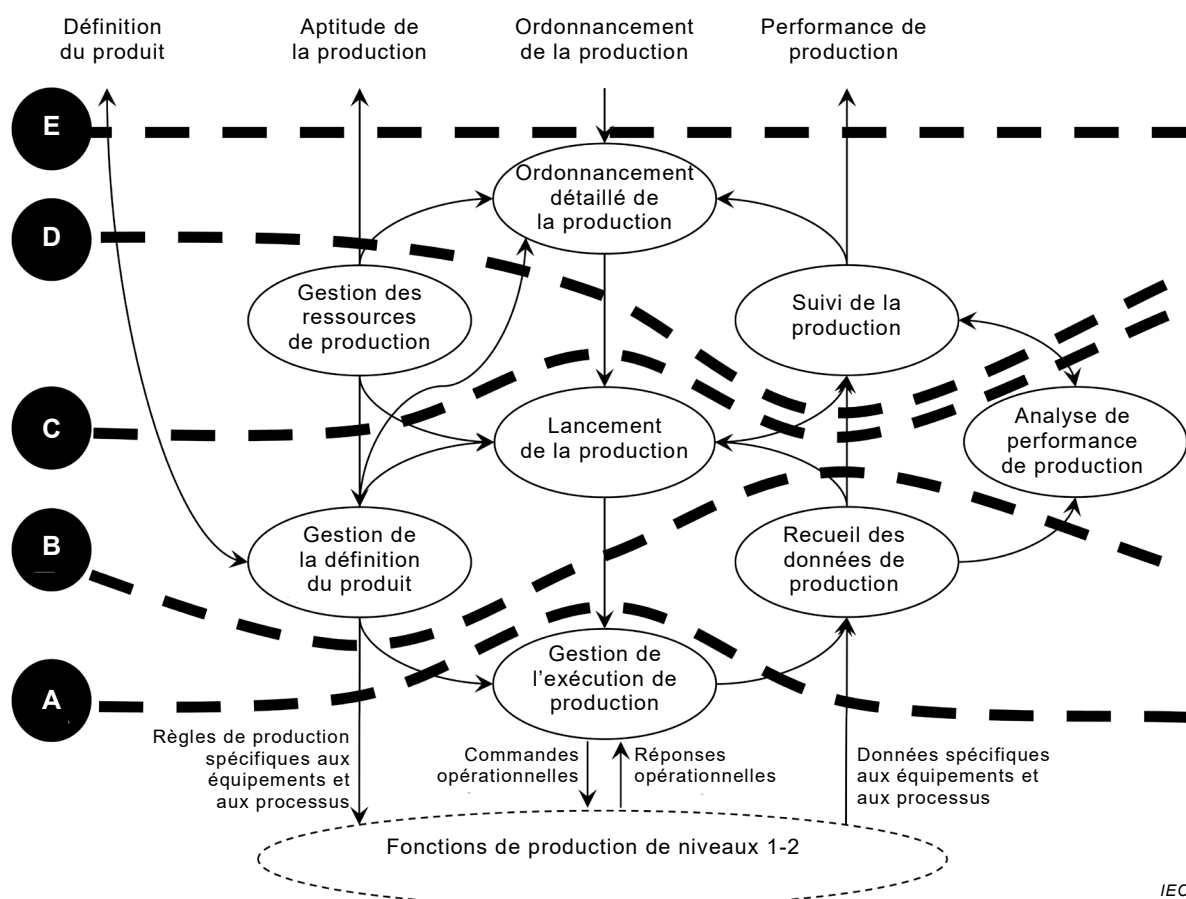 Définition
du produit
Aptitude de
la production
Ordonnancement
de la production
Performance de
production
E
Ordonnancement
détaillé de
la production
D
Gestion des
ressources
de production
Suivi de la
production
C
Lancement
de la production
Analyse de
performance
de production
B
Gestion de
la définition
du produit
Recueil des
données de
production
A
Gestion de
l'exécution de
production
Règles de production
spécifiques aux
équipements et
aux processus
Commandes
opérationnelles
Réponses
opérationnelles
Données spécifiques
aux équipements et
aux processus
Fonctions de production de niveaux 1-2
IEC